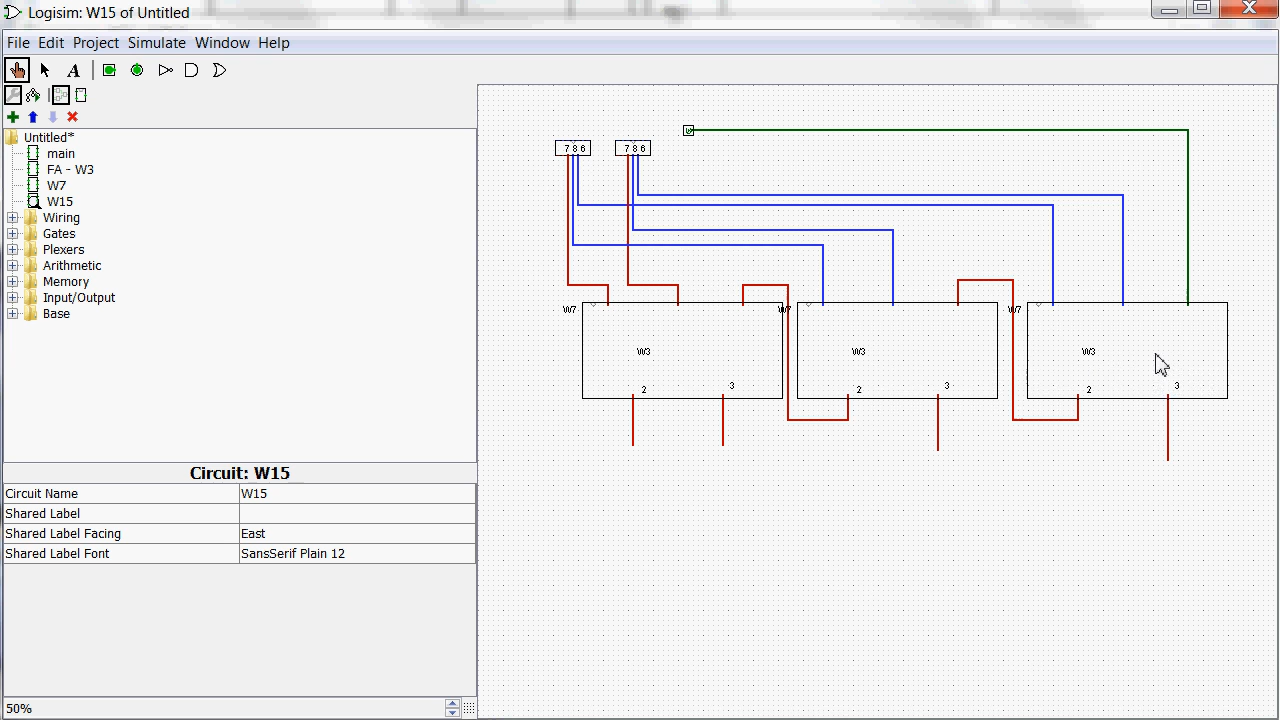 Logisim: W15 of Untitled
File Edit Project Simulate Window Help
A
Untitled*
main
FA - W3
W7
W15
Wiring
Gates
Plexers
Arithmetic
Memory
Input/Output
Base
Circuit: W15
Circuit Name W15
Shared Label
Shared Label Facing East
Shared Label Font SansSerif Plain 12
50%
7 8 6 7 8 6
W7 W7 W7
W3 W3 W3
2 3 2 3 2 3